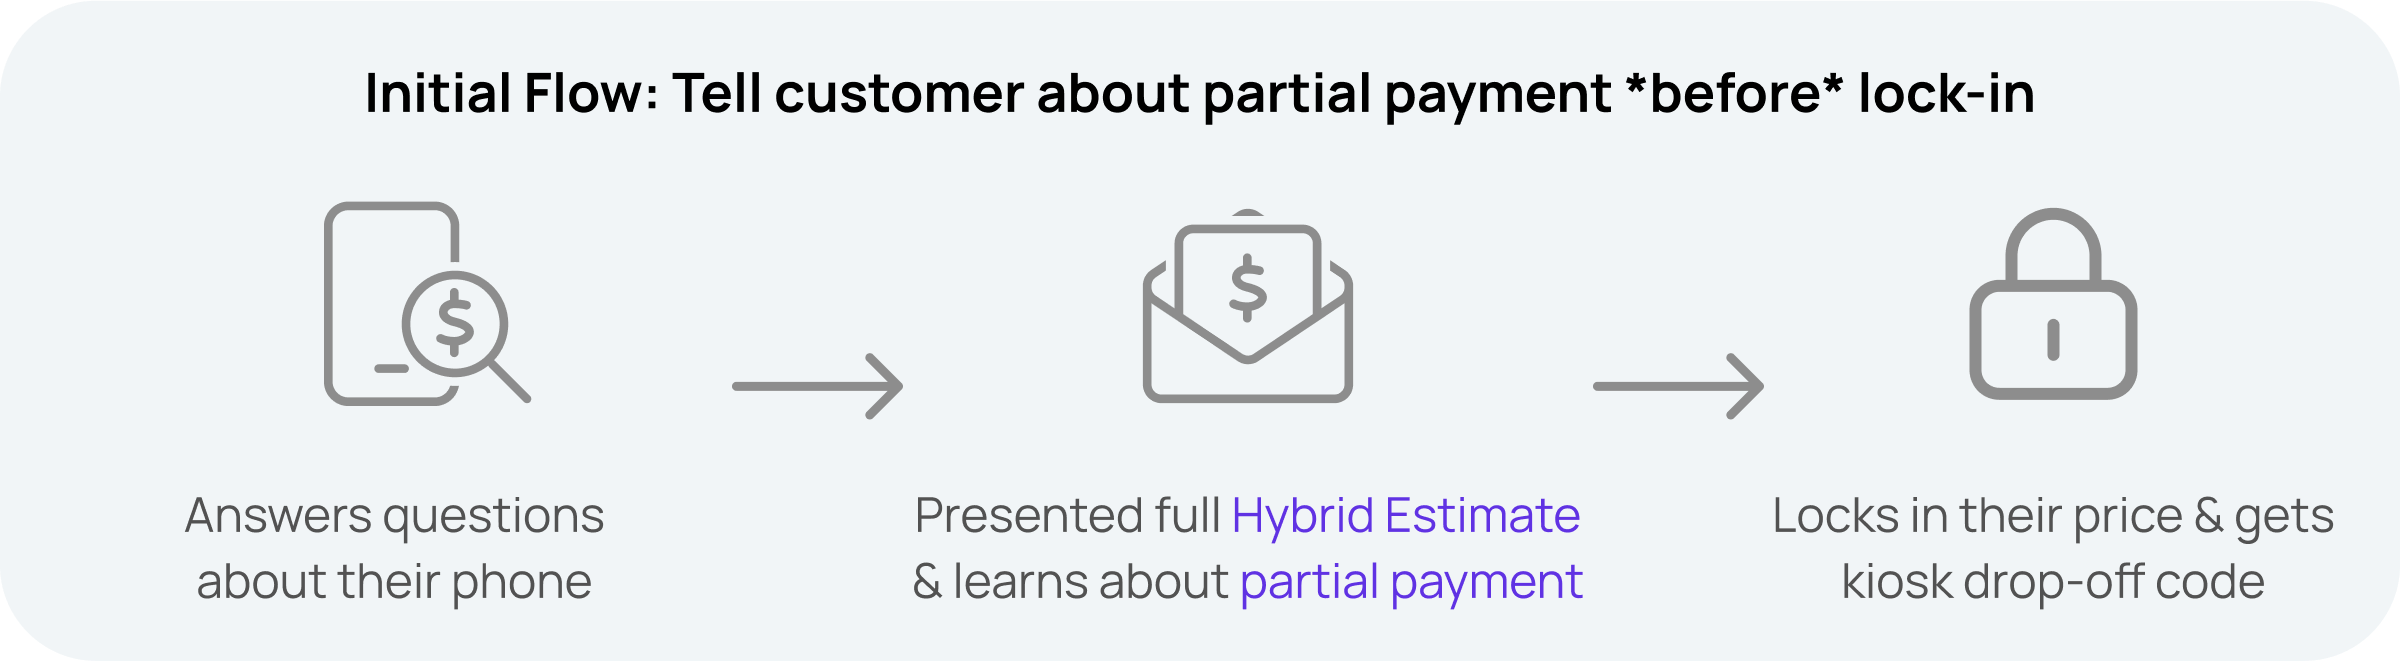 Initial Flow: Tell customer about partial payment *before* lock-in
$
$
Answers questions
about their phone
Presented full Hybrid Estimate
& learns about partial payment
Locks in their price & gets
kiosk drop-off code